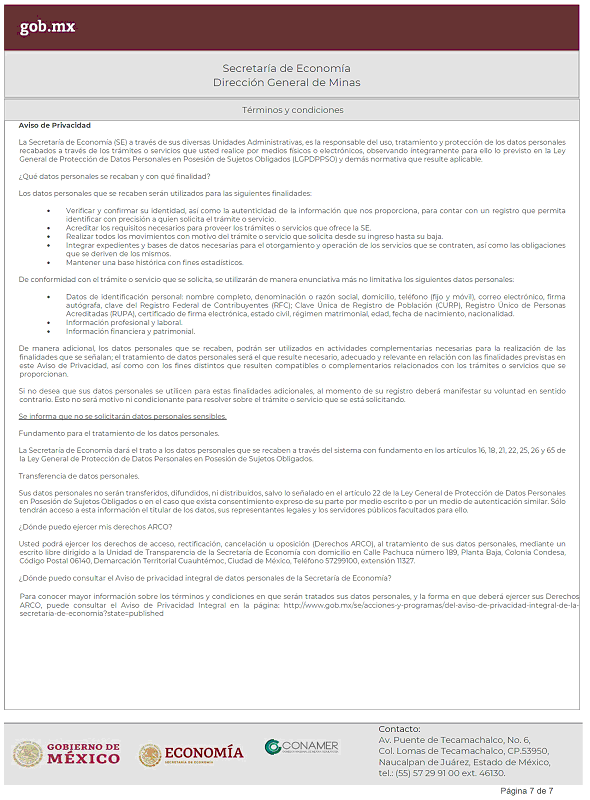 gob.mx
Secretaría de Economía
Dirección General de Minas
Términos y condiciones
Aviso de Privacidad
La Secretaría de Economía (SE) a través de sus diversas Unidades Administrativas, es la responsable del uso, tratamiento y protección de los datos personales
recabados a través de los trámites o servicios que usted realice por medios físicos o electrónicos, observando íntegramente para ello lo previsto en la Ley
General de Protección de Datos Personales en Posesión de Sujetos Obligados (LGPDPPSO) y demás normativa que resulte aplicable.
¿Qué datos personales se recaban y con qué finalidad?
Los datos personales que se recaben serán utilizados para las siguientes finalidades:
• Verificar y confirmar su identidad, así como la autenticidad de la información que nos proporciona, para contar con un registro que permita
identificar con precisión a quien solicita el trámite o servicio.
• Acreditar los requisitos necesarios para proveer los trámites o servicios que ofrece la SE.
• Realizar todos los movimientos con motivo del trámite o servicio que solicita desde su ingreso hasta su baja.
• Integrar expedientes y bases de datos necesarias para el otorgamiento y operación de los servicios que se contraten, así como las obligaciones
que se deriven de los mismos.
• Mantener una base histórica con fines estadísticos.
De conformidad con el trámite o servicio que se solicita, se utilizarán de manera enunciativa más no limitativa los siguientes datos personales:
• Datos de Identificación personal: nombre completo, denominación o razón social, domicilio, teléfono (fijo y móvil), correo electrónico, firma
autógrafa, clave del Registro Federal de Contribuyentes (RFC); Clave Única de Registro de Población (CURP), Registro Único de Personas
Acreditadas (RUPA), certificado de firma electrónica, estado civil, régimen matrimonial, edad, fecha de nacimiento, nacionalidad.
• Información profesional y laboral.
• Información financiera y patrimonial.
De manera adicional, los datos personales que se recaben, podrán ser utilizados en actividades complementarias necesarias para la realización de las
finalidades que se señalan; el tratamiento de datos personales será el que resulte necesario, adecuado y relevante en relación con las finalidades previstas en
este Aviso de Privacidad, así como con los fines distintos que resulten compatibles o complementarios relacionados con los trámites o servicios que se
proporcionan.
Si no desea que sus datos personales se utilicen para estas finalidades adicionales, al momento de su registro deberá manifestar su voluntad en sentido
contrario. Esto no será motivo ni condicionante para resolver sobre el trámite o servicio que se está solicitando.
Se informa que no se solicitarán datos personales sensibles.
Fundamento para el tratamiento de los datos personales.
La Secretaría de Economía dará el trato a los datos personales que se recaben a través del sistema con fundamento en los artículos 16, 18, 21, 22, 25, 26 y 65 de
la Ley General de Protección de Datos Personales en Posesión de Sujetos Obligados.
Transferencia de datos personales.
Sus datos personales no serán transferidos, difundidos, ni distribuidos, salvo lo señalado en el artículo 22 de la Ley General de Protección de Datos Personales
en Posesión de Sujetos Obligados o en el caso que exista consentimiento expreso de su parte por medio escrito o por un medio de autenticación similar. Sólo
tendrán acceso a esta información el titular de los datos, sus representantes legales y los servidores públicos facultados para ello.
¿Dónde puedo ejercer mis derechos ARCO?
Usted podrá ejercer los derechos de acceso, rectificación, cancelación u oposición (Derechos ARCO), al tratamiento de sus datos personales, mediante un
escrito libre dirigido a la Unidad de Transparencia de la Secretaría de Economía con domicilio en Calle Pachuca número 189, Planta Baja, Colonia Condesa,
Código Postal 06140, Demarcación Territorial Cuauhtémoc, Ciudad de México, Teléfono 57299100, extensión 11327.
¿Dónde puedo consultar el Aviso de privacidad integral de datos personales de la Secretaría de Economía?
Para conocer mayor información sobre los términos y condiciones en que serán tratados sus datos personales, y la forma en que deberá ejercer sus Derechos
ARCO, puede consultar el Aviso de Privacidad Integral en la página: http://www.gob.mx/se/acciones-y-programas/del-aviso-de-privacidad-integral-de-la-
secretaria-de-economia?state=published
GOBIERNO DE
MÉXICO
ECONOMÍA
SECRETARÍA DE ECONOMÍA
CONAMER
Contacto:
Av. Puente de Tecamachalco, No. 6,
Col. Lomas de Tecamachalco, CP.53950,
Naucalpan de Juárez, Estado de México,
tel.: (55) 57 29 91 00 ext. 46130.
Página 7 de 7